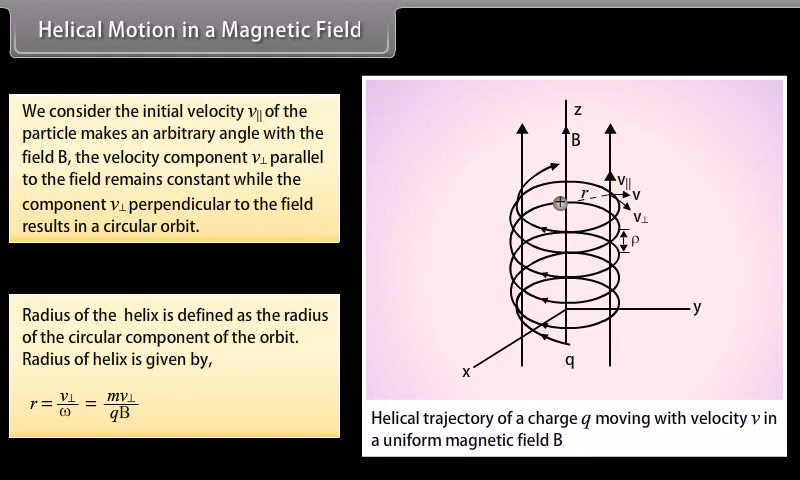 Helical Motion in a Magnetic Field
We consider the initial velocity v∥ of the
particle makes an arbitrary angle with the
field B, the velocity component v⊥ parallel
to the field remains constant while the
component v⊥ perpendicular to the field
results in a circular orbit.
Radius of the helix is defined as the radius
of the circular component of the orbit.
Radius of helix is given by,
r = v⊥/ω = mv⊥/qB
z
B
v∥
r
v
+
v⊥
ρ
y
x
q
Helical trajectory of a charge q moving with velocity v in
a uniform magnetic field B